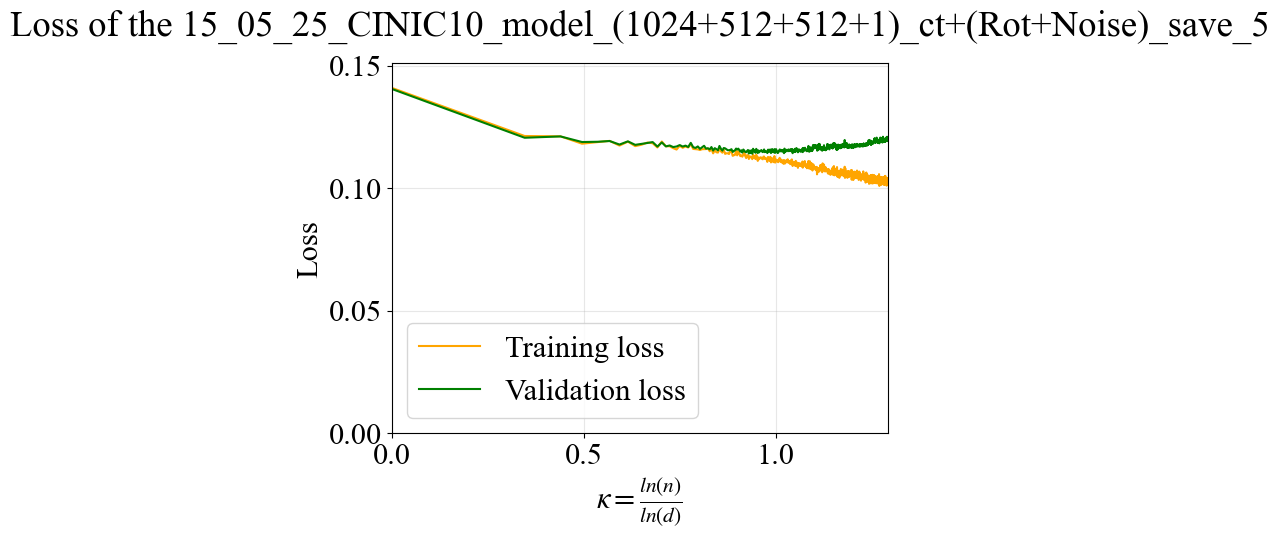 Loss of the 15_05_25_CINIC10_model_(1024+512+512+1)_ct+(Rot+Noise)_save_5
0.15
0.10
0.05
0.00
Loss
Training loss
Validation loss
0.0 0.5 1.0
κ = ln(n)/ln(d)